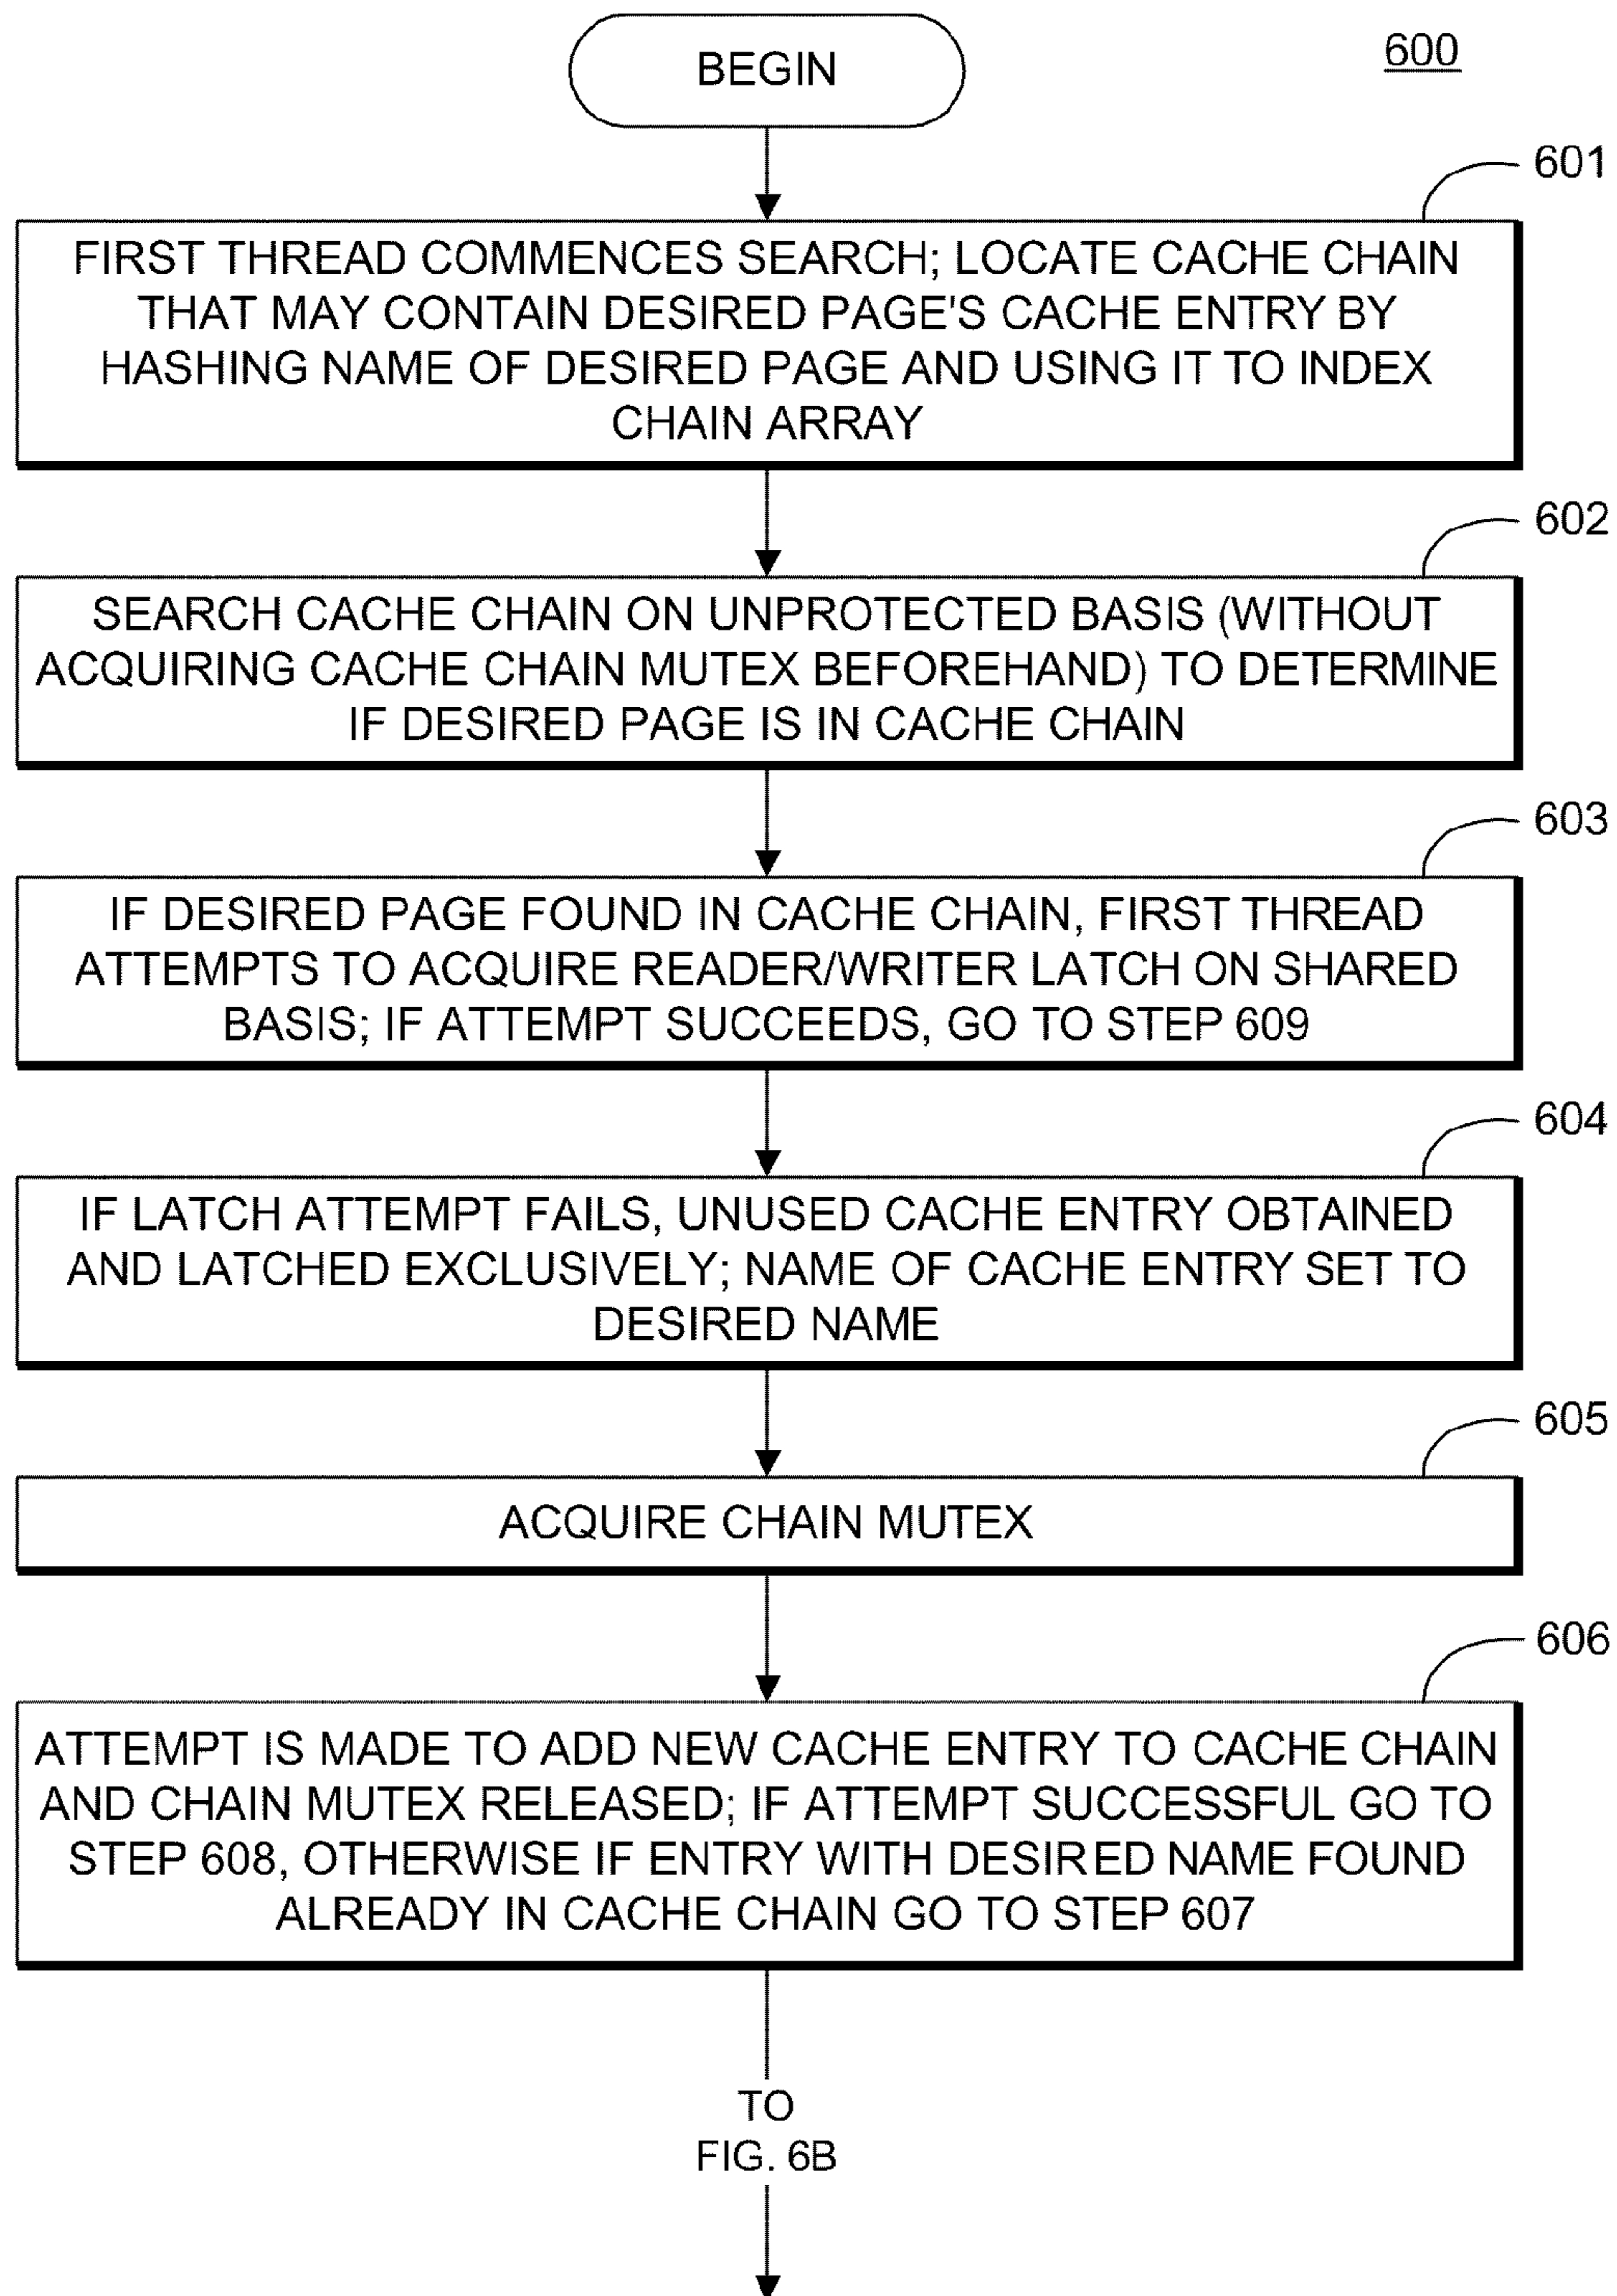 BEGIN
600
601
FIRST THREAD COMMENCES SEARCH; LOCATE CACHE CHAIN
THAT MAY CONTAIN DESIRED PAGE'S CACHE ENTRY BY
HASHING NAME OF DESIRED PAGE AND USING IT TO INDEX
CHAIN ARRAY
602
SEARCH CACHE CHAIN ON UNPROTECTED BASIS (WITHOUT
ACQUIRING CACHE CHAIN MUTEX BEFOREHAND) TO DETERMINE
IF DESIRED PAGE IS IN CACHE CHAIN
603
IF DESIRED PAGE FOUND IN CACHE CHAIN, FIRST THREAD
ATTEMPTS TO ACQUIRE READER/WRITER LATCH ON SHARED
BASIS; IF ATTEMPT SUCCEEDS, GO TO STEP 609
604
IF LATCH ATTEMPT FAILS, UNUSED CACHE ENTRY OBTAINED
AND LATCHED EXCLUSIVELY; NAME OF CACHE ENTRY SET TO
DESIRED NAME
605
ACQUIRE CHAIN MUTEX
606
ATTEMPT IS MADE TO ADD NEW CACHE ENTRY TO CACHE CHAIN
AND CHAIN MUTEX RELEASED; IF ATTEMPT SUCCESSFUL GO TO
STEP 608, OTHERWISE IF ENTRY WITH DESIRED NAME FOUND
ALREADY IN CACHE CHAIN GO TO STEP 607
TO
FIG. 6B